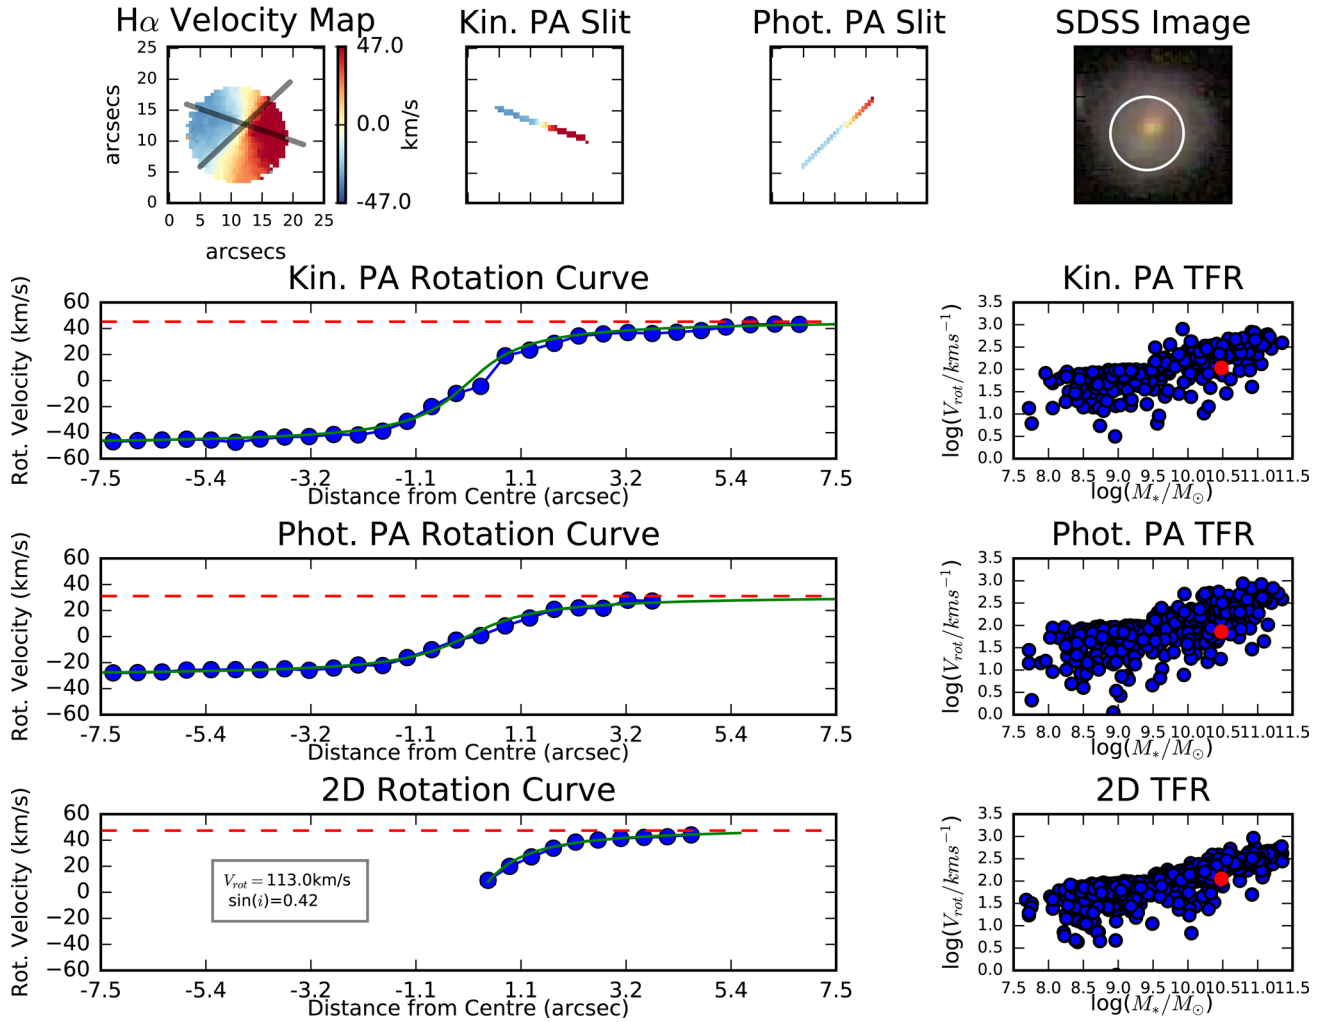 Hα Velocity Map Kin. PA Slit Phot. PA Slit SDSS Image
25
20
15
10
5
0
arcsecs
0 5 10 15 20 25
arcsecs
47.0
0.0
-47.0
km/s
Kin. PA Rotation Curve
Rot. Velocity (km/s)
60
40
20
0
−20
−40
−60
-7.5 -5.4 -3.2 -1.1 1.1 3.2 5.4 7.5
Distance from Centre (arcsec)
Kin. PA TFR
log(V_rot/kms⁻¹)
3.5
3.0
2.5
2.0
1.5
1.0
0.5
0.0
7.5 8.0 8.5 9.0 9.5 10.0 10.5 11.0 11.5
log(M_*/M_⊙)
Phot. PA Rotation Curve
Rot. Velocity (km/s)
60
40
20
0
−20
−40
−60
-7.5 -5.4 -3.2 -1.1 1.1 3.2 5.4 7.5
Distance from Centre (arcsec)
Phot. PA TFR
log(V_rot/kms⁻¹)
3.5
3.0
2.5
2.0
1.5
1.0
0.5
0.0
7.5 8.0 8.5 9.0 9.5 10.0 10.5 11.0 11.5
log(M_*/M_⊙)
2D Rotation Curve
Rot. Velocity (km/s)
60
40
20
0
−20
−40
−60
V_rot = 113.0km/s
sin(i)=0.42
-7.5 -5.4 -3.2 -1.1 1.1 3.2 5.4 7.5
Distance from Centre (arcsec)
2D TFR
log(V_rot/kms⁻¹)
3.5
3.0
2.5
2.0
1.5
1.0
0.5
0.0
7.5 8.0 8.5 9.0 9.5 10.0 10.5 11.0 11.5
log(M_*/M_⊙)